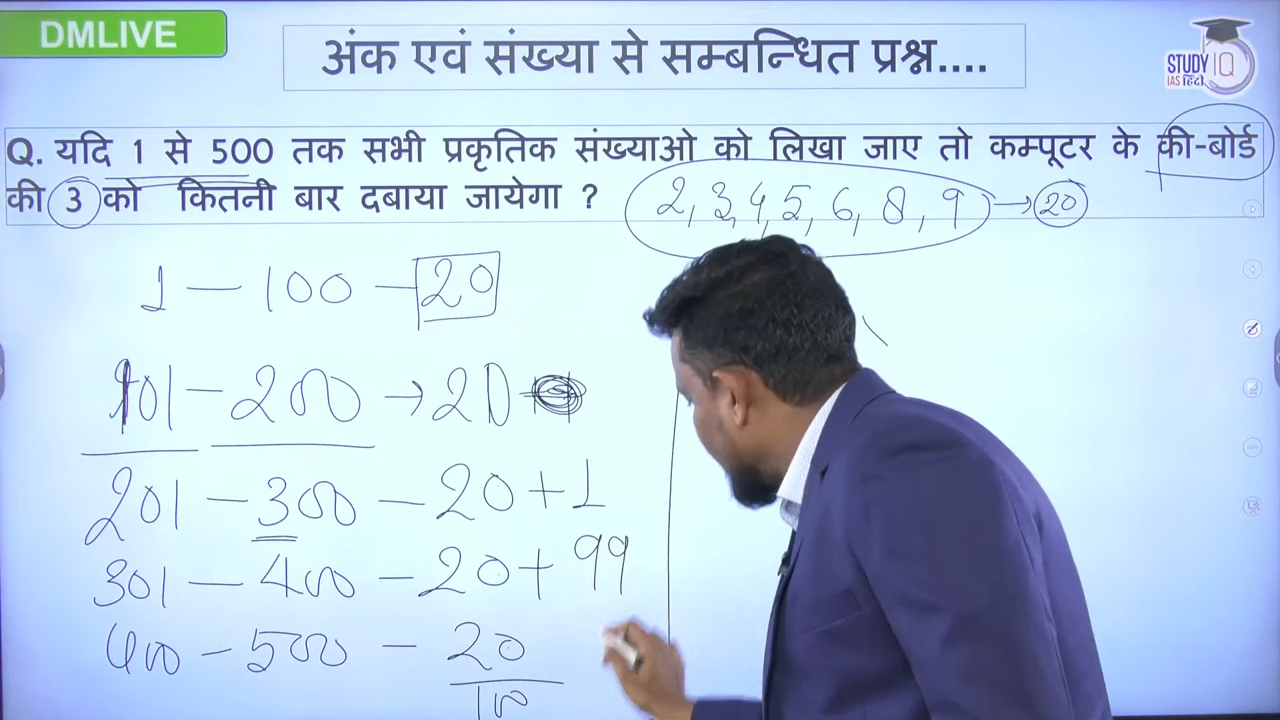 DMLIVE
अंक एवं संख्या से सम्बन्धित प्रश्न....
STUDY IQ
IAS हिंदी
Q. यदि 1 से 500 तक सभी प्रकृतिक संख्याओ को लिखा जाए तो कम्पूटर के की-बोर्ड
की 3 को कितनी बार दबाया जायेगा ?
2, 3, 4, 5, 6, 8, 9 → 20
1 — 100 — 20
101 — 200 → 20
201 — 300 — 20 + 1
301 — 400 — 20 + 99
400 — 500 — 20
100